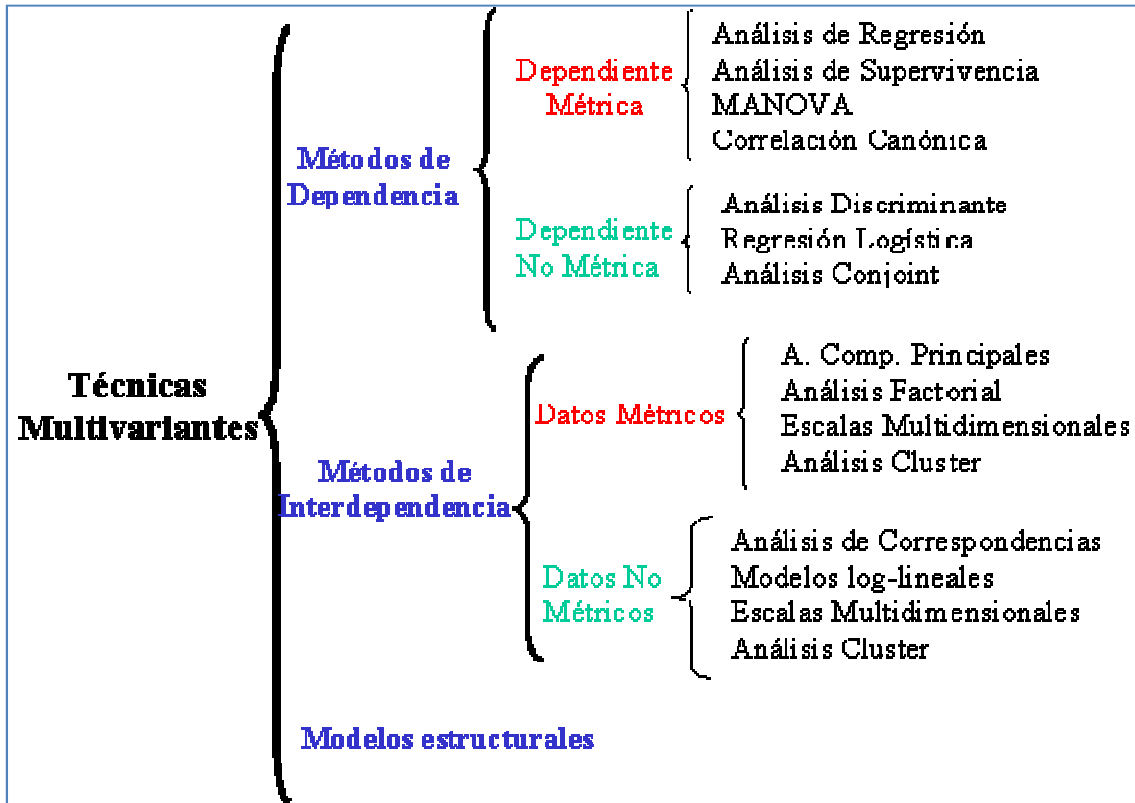 Técnicas
Multivariantes
Métodos de
Dependencia
Dependiente
Métrica
Análisis de Regresión
Análisis de Supervivencia
MANOVA
Correlación Canónica
Dependiente
No Métrica
Análisis Discriminante
Regresión Logística
Análisis Conjoint
Métodos de
Interdependencia
Datos Métricos
A. Comp. Principales
Análisis Factorial
Escalas Multidimensionales
Análisis Cluster
Datos No
Métricos
Análisis de Correspondencias
Modelos log-lineales
Escalas Multidimensionales
Análisis Cluster
Modelos estructurales